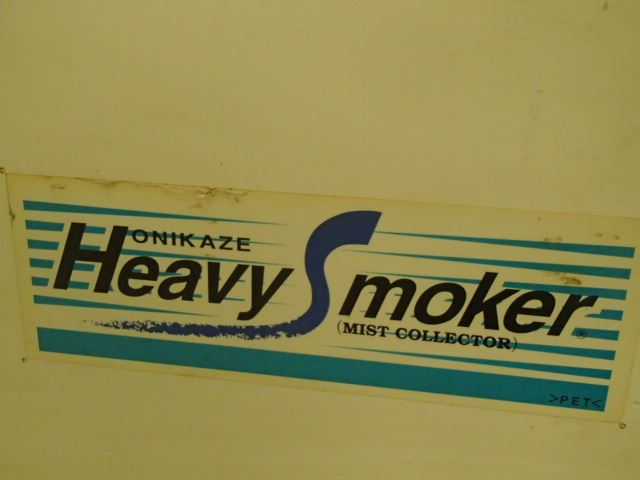 ONIKAZE
Heavy Smoker®
(MIST COLLECTOR)
>PET<